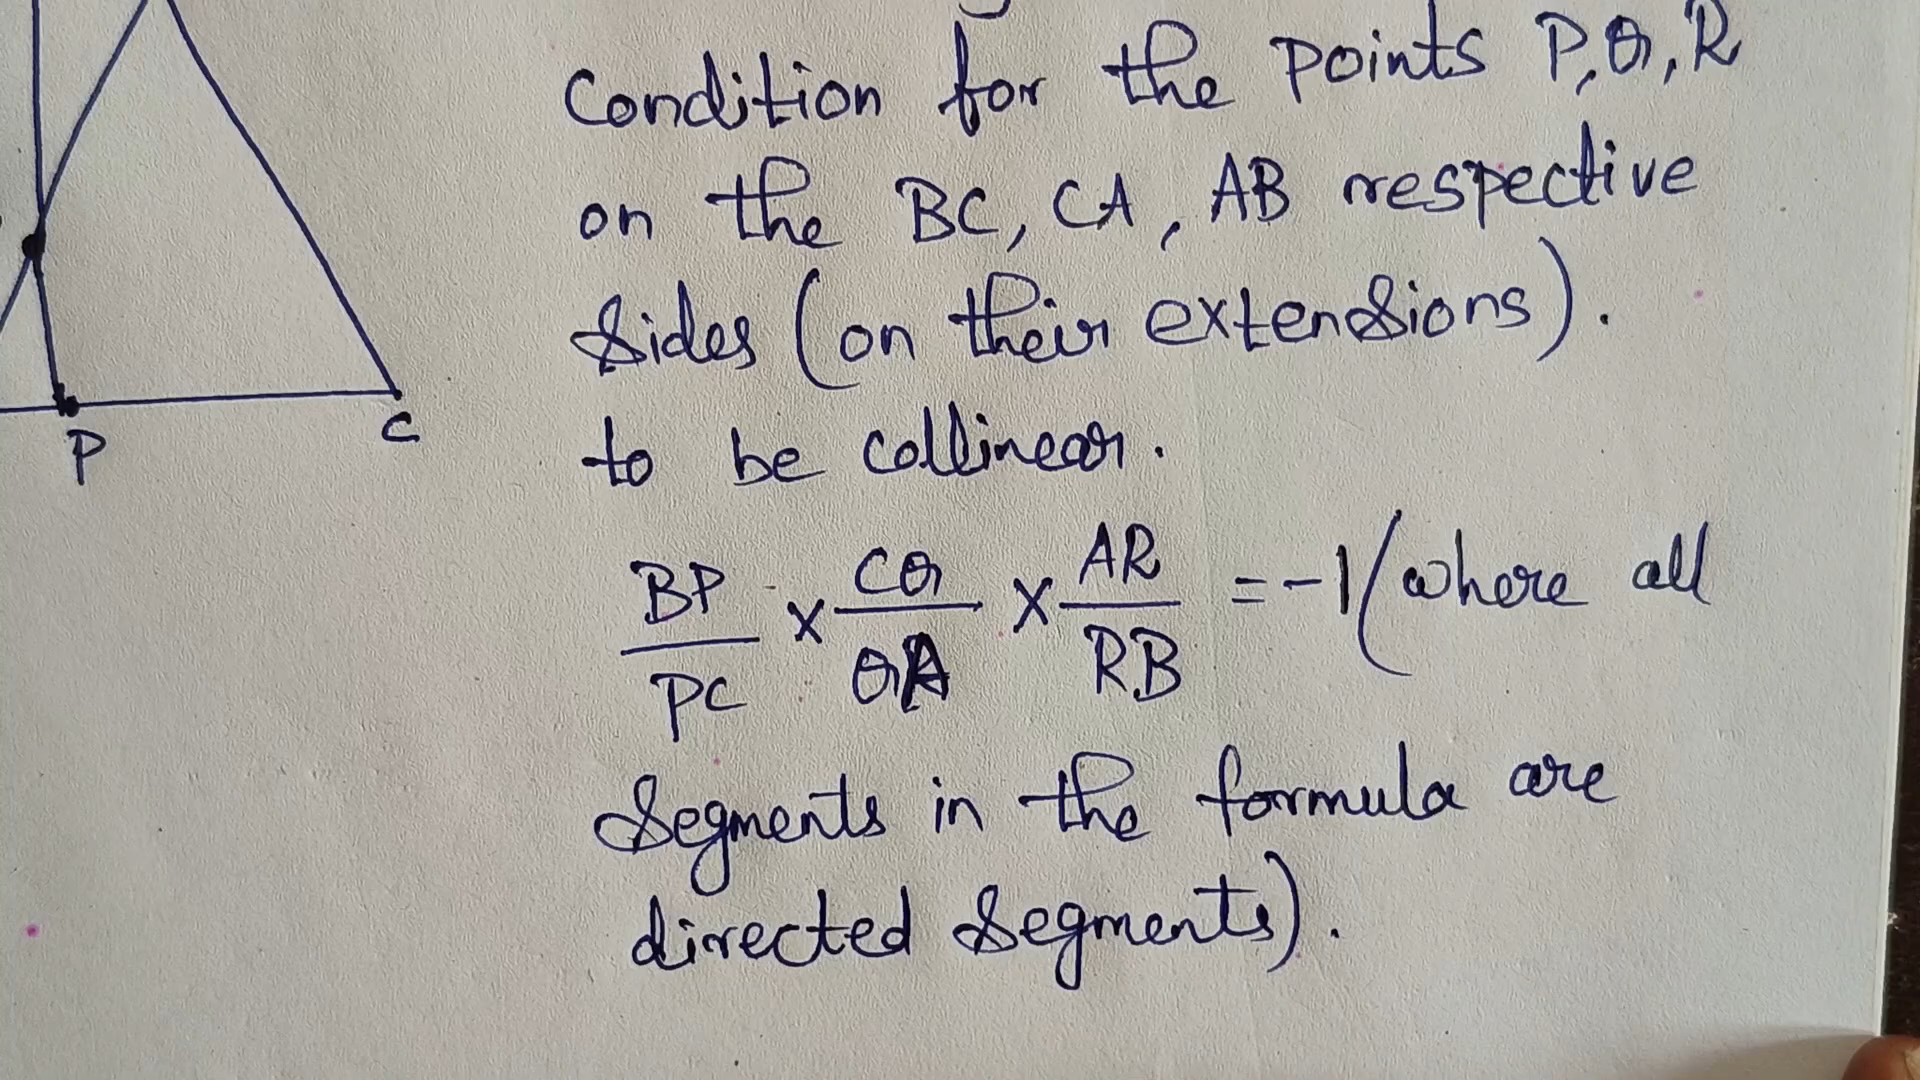 Condition for the points P, Q, R
on the BC, CA, AB respective
sides (on their extensions).
to be collinear.
BP/PC × CQ/QA × AR/RB = -1 (where all
segments in the formula are
directed segments).
P
C